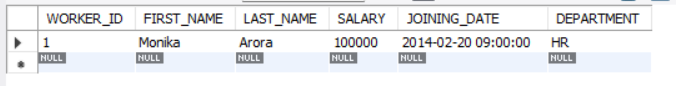 WORKER_ID FIRST_NAME LAST_NAME SALARY JOINING_DATE DEPARTMENT
1 Monika Arora 100000 2014-02-20 09:00:00 HR
NULL NULL NULL NULL NULL NULL